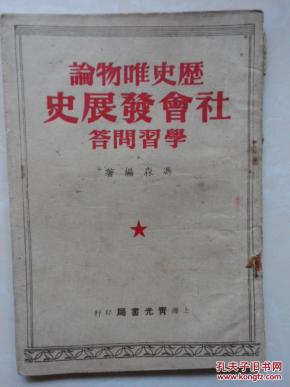 歷史唯物論
社會發展史
學習問答
馮森編著
上海青光書局印行
孔夫子旧书网